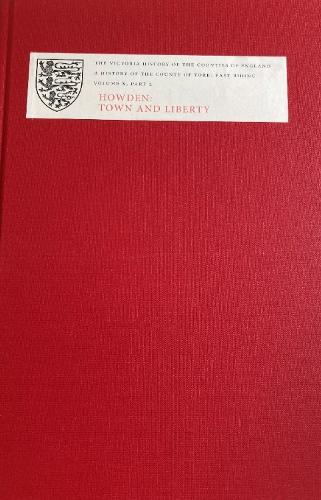 THE VICTORIA HISTORY OF THE COUNTIES OF ENGLAND
A HISTORY OF THE COUNTY OF YORK: EAST RIDING
VOLUME X, PART 2
HOWDEN:
TOWN AND LIBERTY